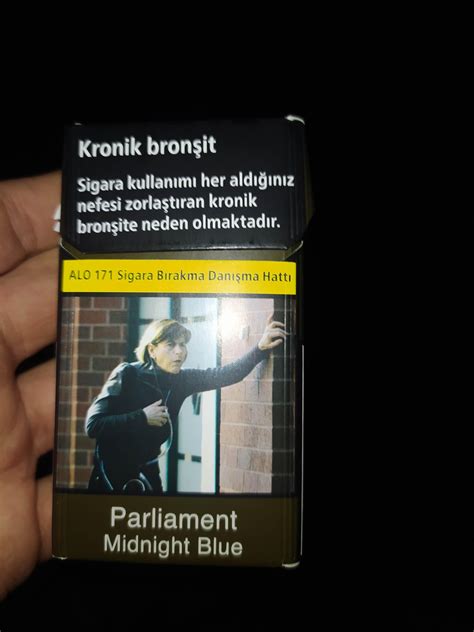 Kronik bronşit
Sigara kullanımı her aldığınız
nefesi zorlaştıran kronik
bronşite neden olmaktadır.
ALO 171 Sigara Bırakma Danışma Hattı
Parliament
Midnight Blue